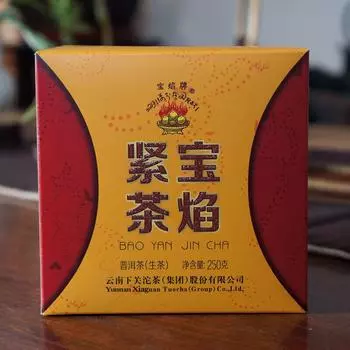 宝焰牌
宝焰
紧茶
BAO YAN JIN CHA
普洱茶(生茶) 净含量:250克
云南下关沱茶(集团)股份有限公司
Yunnan Xiaguan Tuocha(Group)Co.,Ltd.